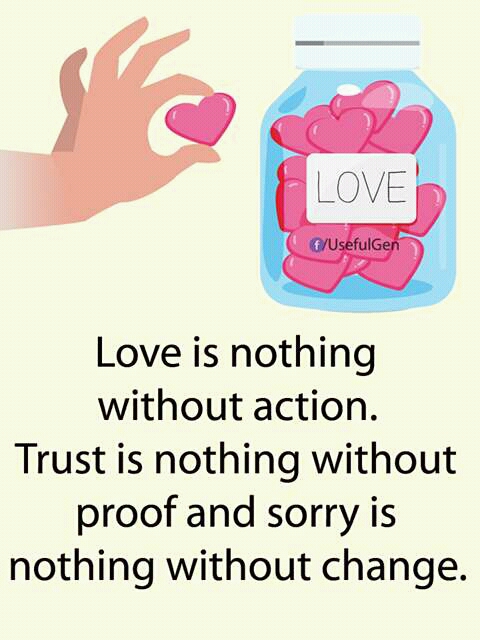 LOVE
f/UsefulGen
Love is nothing
without action.
Trust is nothing without
proof and sorry is
nothing without change.